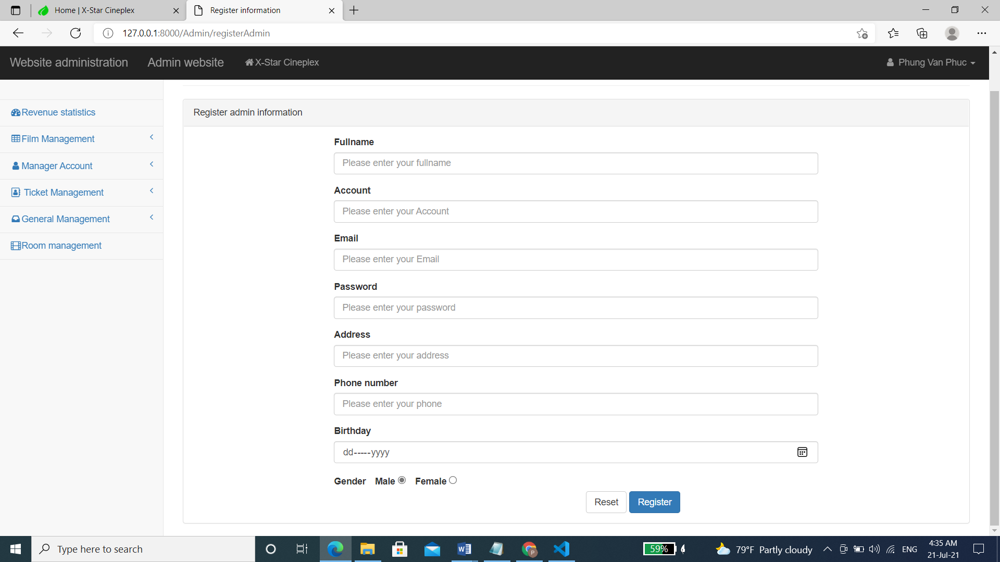 Home | X-Star Cineplex
Register information
127.0.0.1:8000/Admin/registerAdmin
Website administration
Admin website
X-Star Cineplex
Phung Van Phuc
Revenue statistics
Film Management
Manager Account
Ticket Management
General Management
Room management
Register admin information
Fullname
Please enter your fullname
Account
Please enter your Account
Email
Please enter your Email
Password
Please enter your password
Address
Please enter your address
Phone number
Please enter your phone
Birthday
dd-----yyyy
Gender Male Female
Reset Register
Type here to search
59%
79°F Partly cloudy
ENG
4:35 AM
21-Jul-21